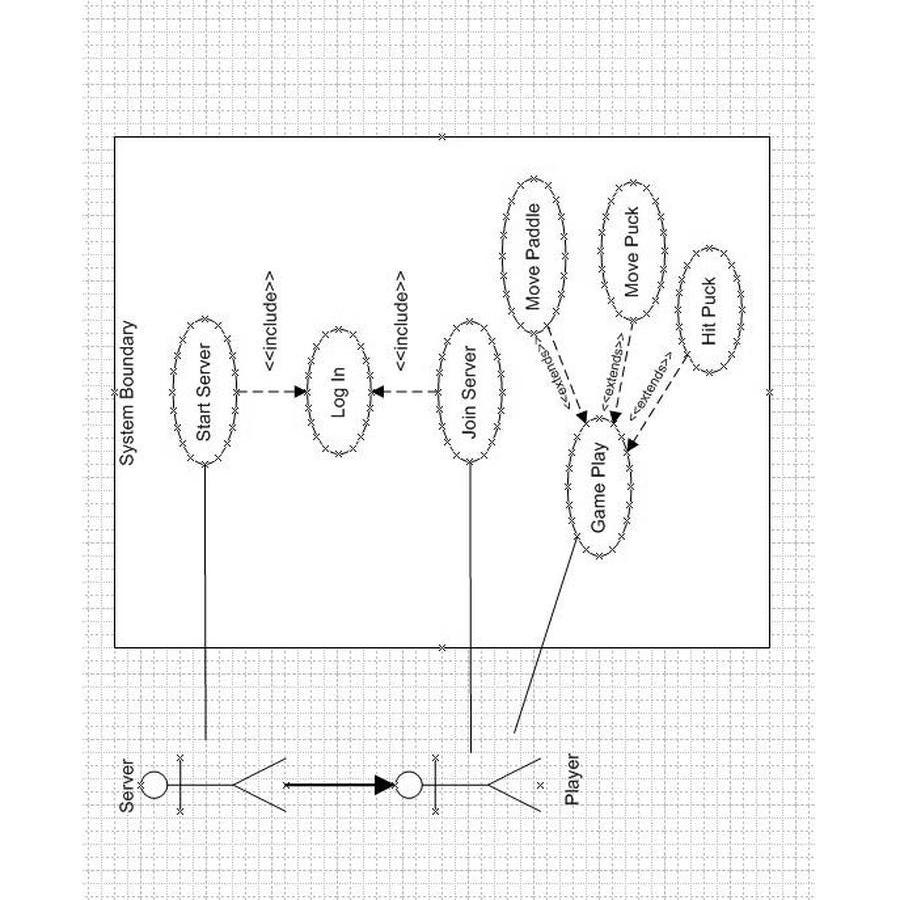 System Boundary
Server
Start Server
<<include>>
Log In
<<include>>
Join Server
Player
Game Play
<<extends>>
<<extends>>
<<extends>>
Move Paddle
Move Puck
Hit Puck